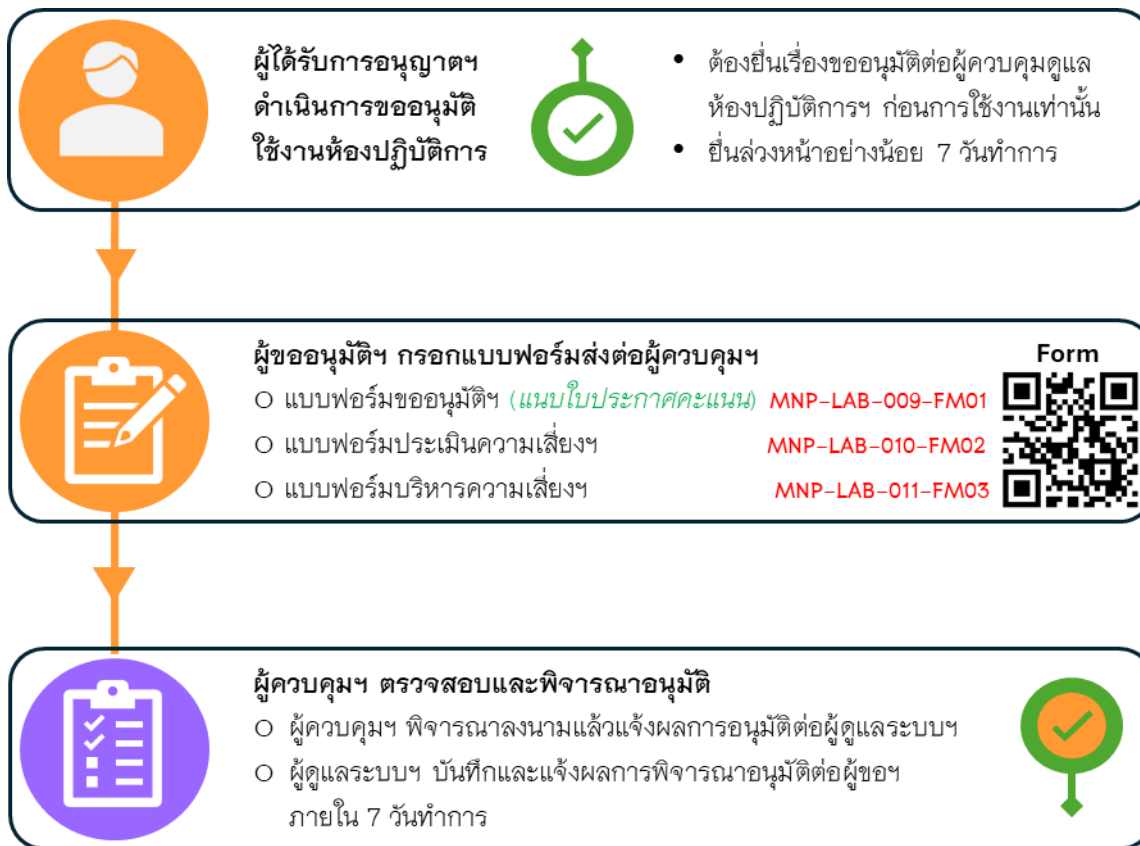 ผู้ได้รับการอนุญาตฯ
ดำเนินการขออนุมัติ
ใช้งานห้องปฏิบัติการ
• ต้องยื่นเรื่องขออนุมัติต่อผู้ควบคุมดูแล
ห้องปฏิบัติการฯ ก่อนการใช้งานเท่านั้น
• ยื่นล่วงหน้าอย่างน้อย 7 วันทำการ
ผู้ขออนุมัติฯ กรอกแบบฟอร์มส่งต่อผู้ควบคุมฯ
Form
O แบบฟอร์มขออนุมัติฯ (แนบใบประกาศคะแนน) MNP-LAB-009-FM01
O แบบฟอร์มประเมินความเสี่ยงฯ MNP-LAB-010-FM02
O แบบฟอร์มบริหารความเสี่ยงฯ MNP-LAB-011-FM03
ผู้ควบคุมฯ ตรวจสอบและพิจารณาอนุมัติ
O ผู้ควบคุมฯ พิจารณาลงนามแล้วแจ้งผลการอนุมัติต่อผู้ดูแลระบบฯ
O ผู้ดูแลระบบฯ บันทึกและแจ้งผลการพิจารณาอนุมัติต่อผู้ขอฯ
ภายใน 7 วันทำการ